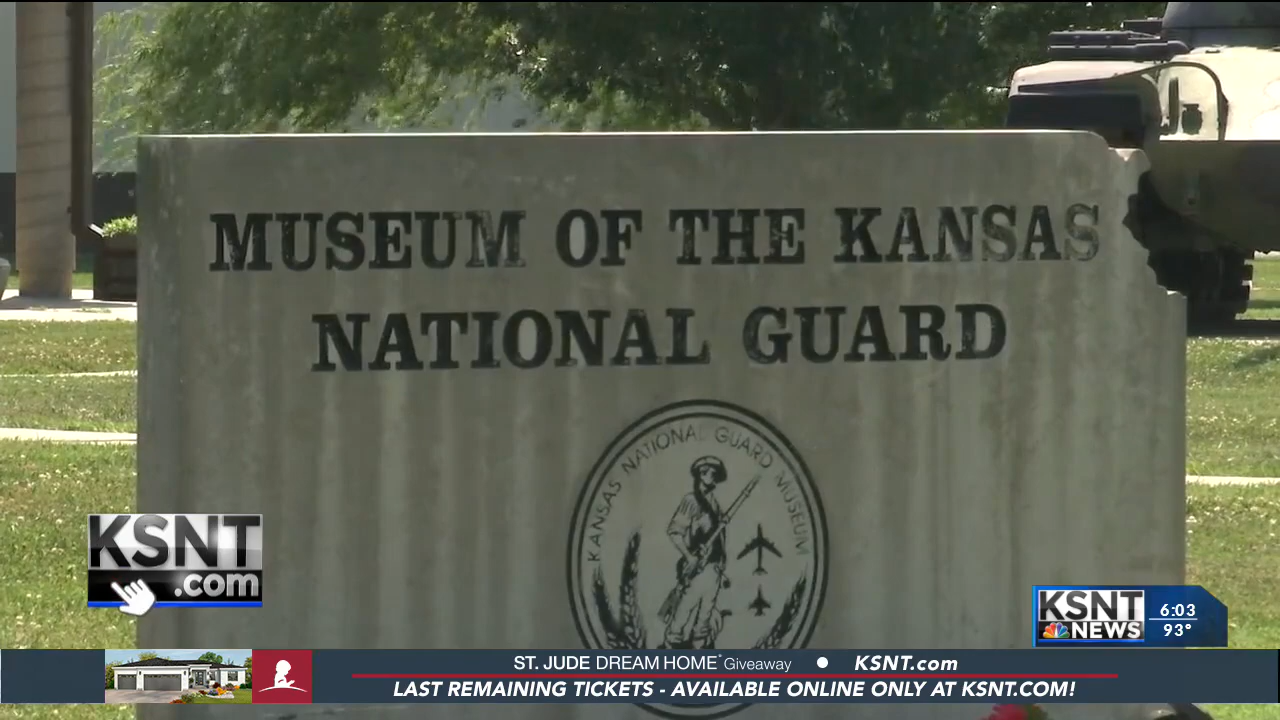 MUSEUM OF THE KANSAS
NATIONAL GUARD
KANSAS NATIONAL GUARD MUSEUM
KSNT
.com
KSNT
NEWS
6:03
93°
ST. JUDE DREAM HOME® Giveaway ● KSNT.com
LAST REMAINING TICKETS - AVAILABLE ONLINE ONLY AT KSNT.COM!